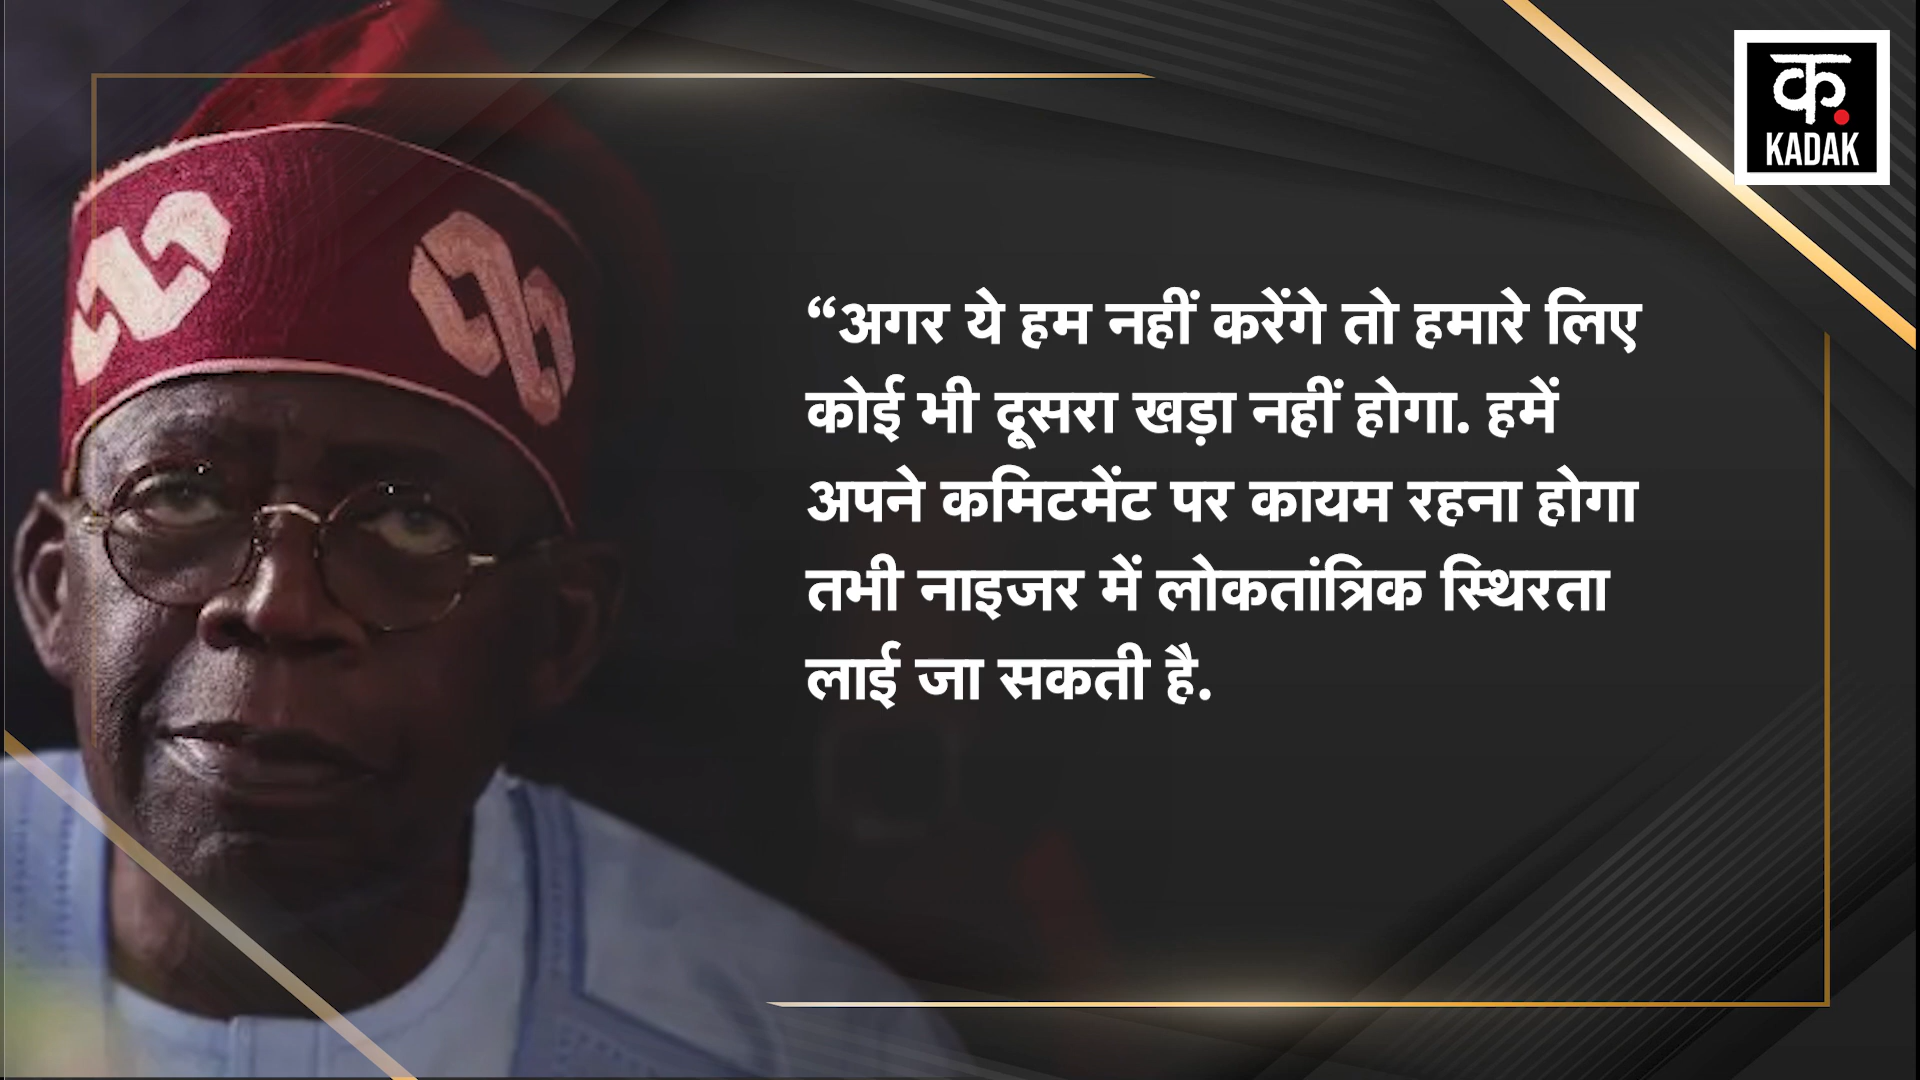 क.
KADAK
“अगर ये हम नहीं करेंगे तो हमारे लिए
कोई भी दूसरा खड़ा नहीं होगा. हमें
अपने कमिटमेंट पर कायम रहना होगा
तभी नाइजर में लोकतांत्रिक स्थिरता
लाई जा सकती है.